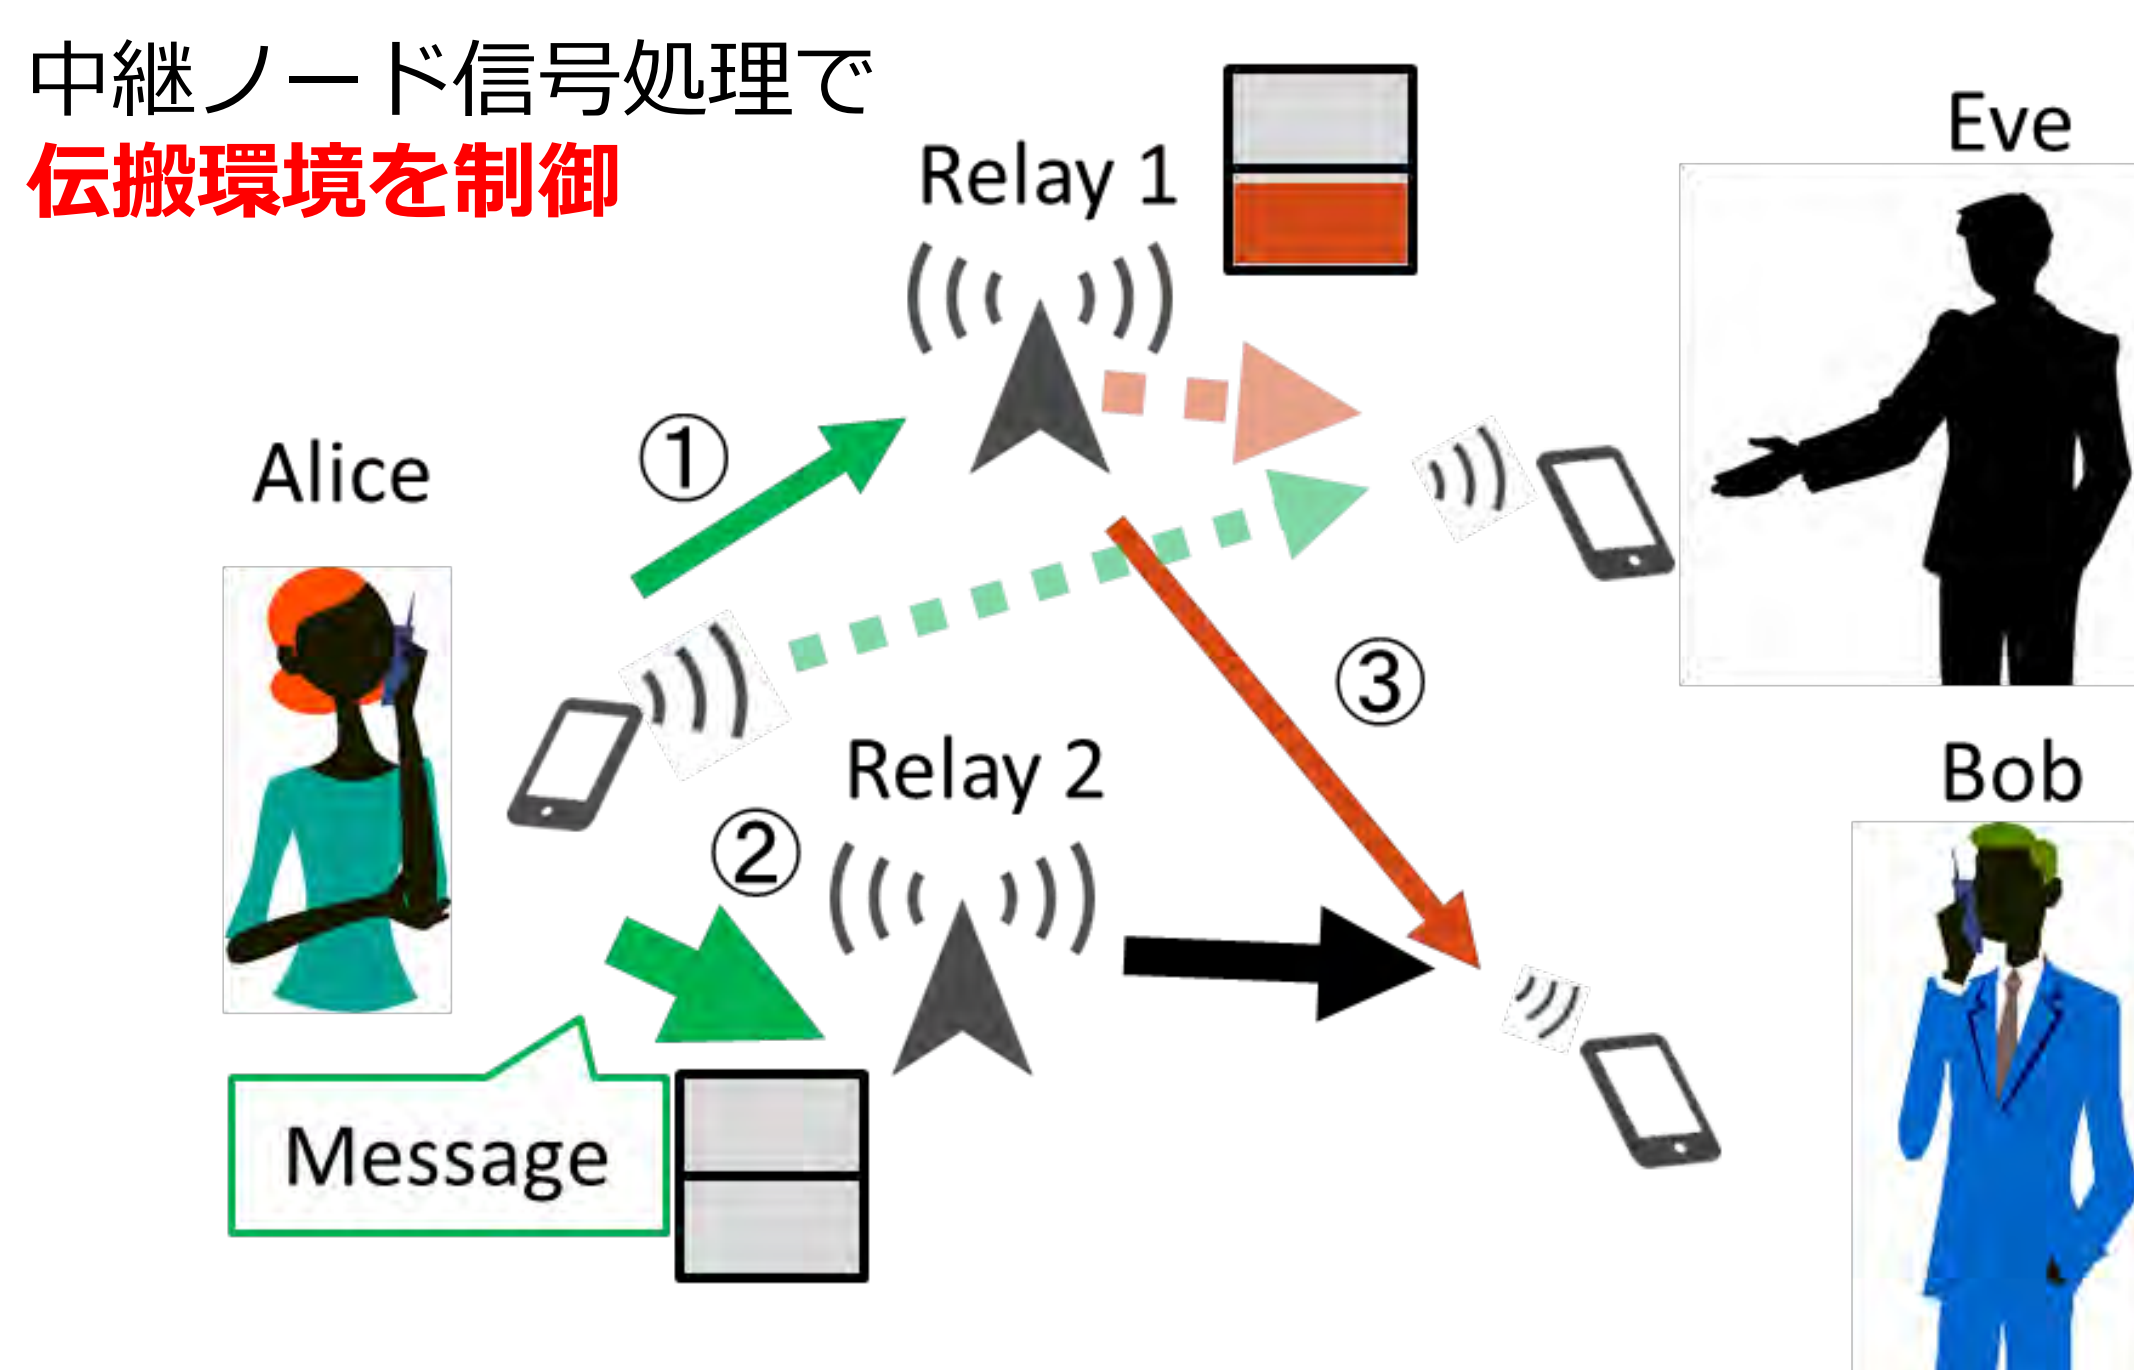 中継ノード信号処理で
伝搬環境を制御
Eve
Relay 1
Alice
①
③
Relay 2
Bob
②
Message